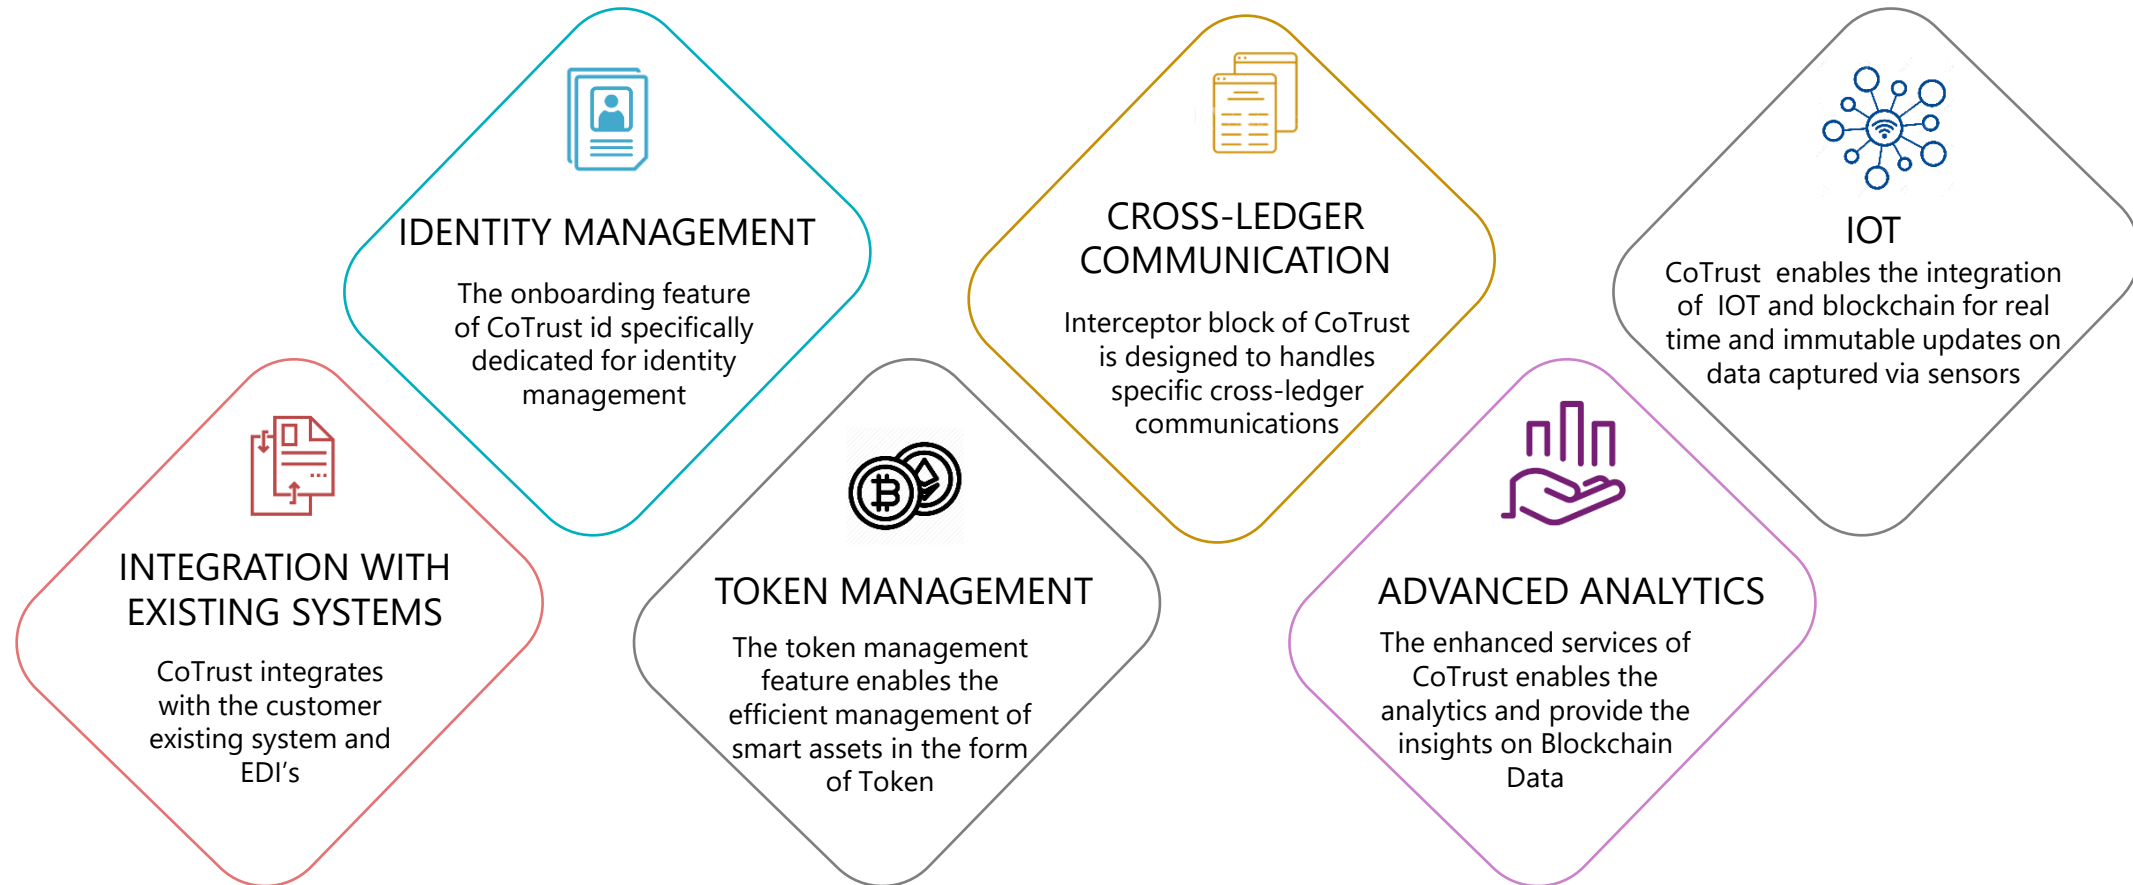 IDENTITY MANAGEMENT
The onboarding feature
of CoTrust id specifically
dedicated for identity
management
CROSS-LEDGER
COMMUNICATION
Interceptor block of CoTrust
is designed to handles
specific cross-ledger
communications
IOT
CoTrust enables the integration
of IOT and blockchain for real
time and immutable updates on
data captured via sensors
INTEGRATION WITH
EXISTING SYSTEMS
CoTrust integrates
with the customer
existing system and
EDI’s
TOKEN MANAGEMENT
The token management
feature enables the
efficient management of
smart assets in the form
of Token
ADVANCED ANALYTICS
The enhanced services of
CoTrust enables the
analytics and provide the
insights on Blockchain
Data